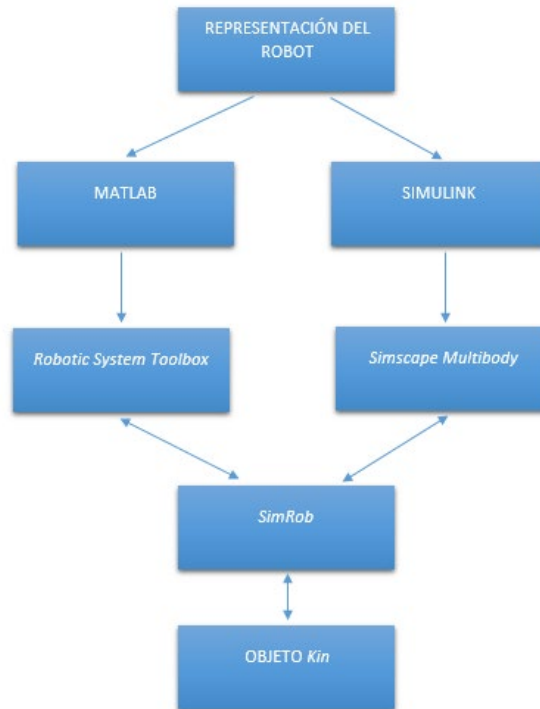 REPRESENTACIÓN DEL
ROBOT
MATLAB
SIMULINK
Robotic System Toolbox
Simscape Multibody
SimRob
OBJETO Kin